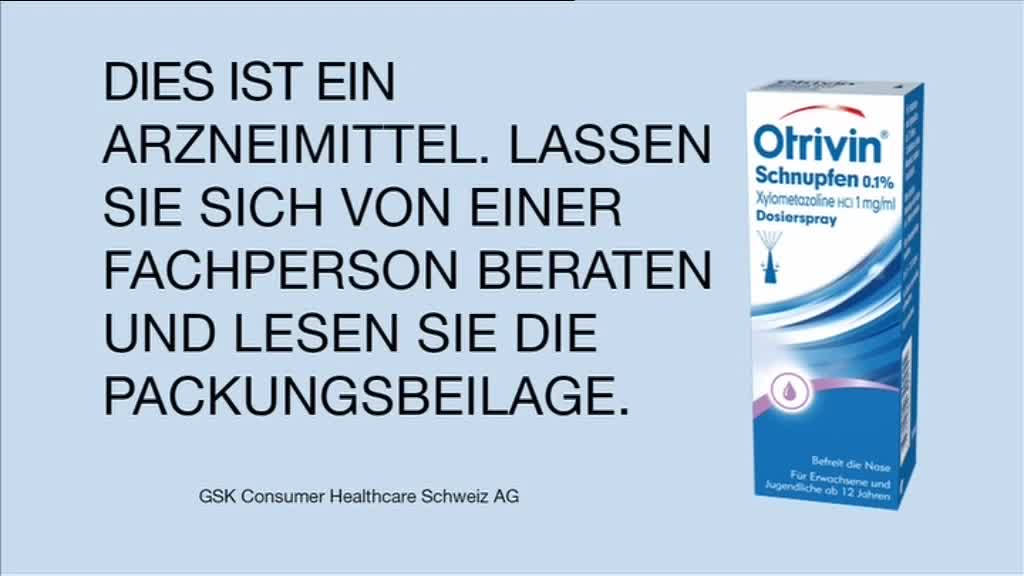 DIES IST EIN
ARZNEIMITTEL. LASSEN
SIE SICH VON EINER
FACHPERSON BERATEN
UND LESEN SIE DIE
PACKUNGSBEILAGE.
GSK Consumer Healthcare Schweiz AG
Otrivin
Otrivin®
Schnupfen 0.1%
Xylometazoline HCl 1 mg/ml
Dosierspray
Befreit die Nase
Für Erwachsene und
Jugendliche ab 12 Jahren